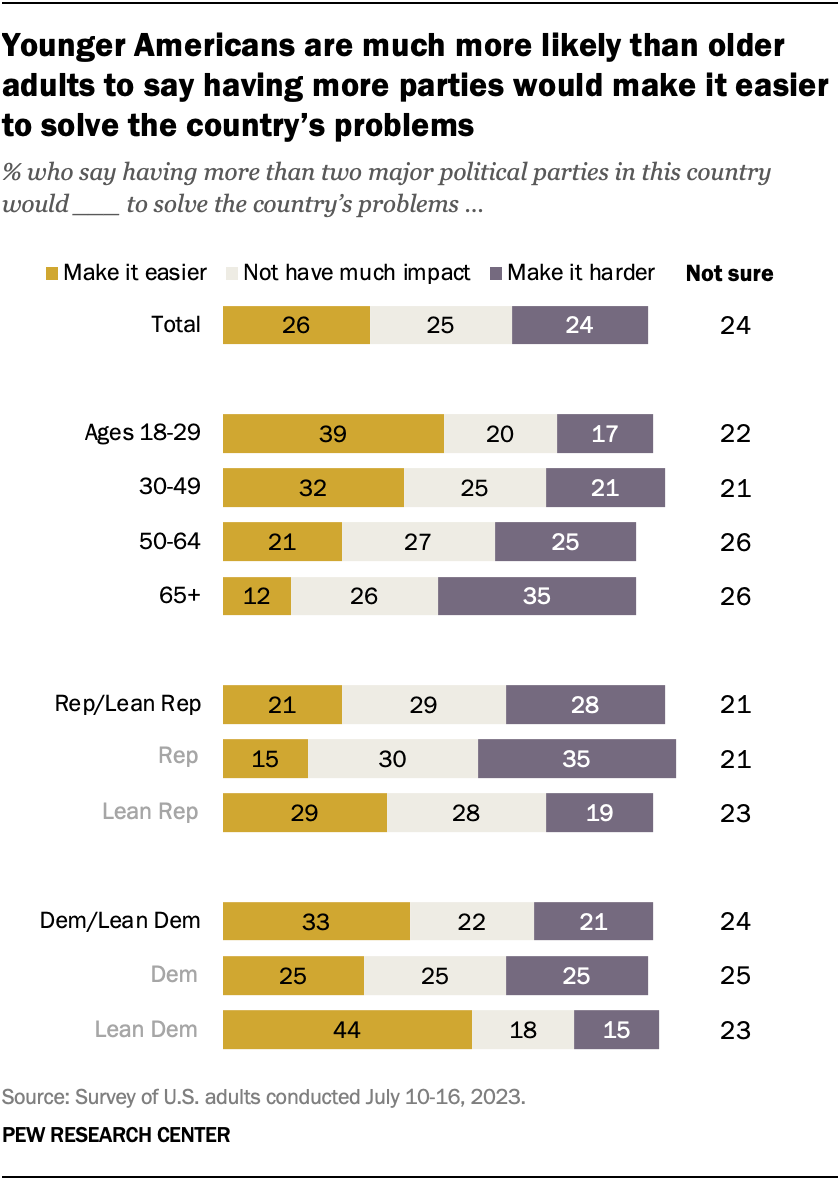 Younger Americans are much more likely than older
adults to say having more parties would make it easier
to solve the country's problems
% who say having more than two major political parties in this country
would ___ to solve the country's problems ...
Make it easier Not have much impact Make it harder Not sure
Total 26 25 24 24
Ages 18-29 39 20 17 22
30-49 32 25 21 21
50-64 21 27 25 26
65+ 12 26 35 26
Rep/Lean Rep 21 29 28 21
Rep 15 30 35 21
Lean Rep 29 28 19 23
Dem/Lean Dem 33 22 21 24
Dem 25 25 25 25
Lean Dem 44 18 15 23
Source: Survey of U.S. adults conducted July 10-16, 2023.
PEW RESEARCH CENTER